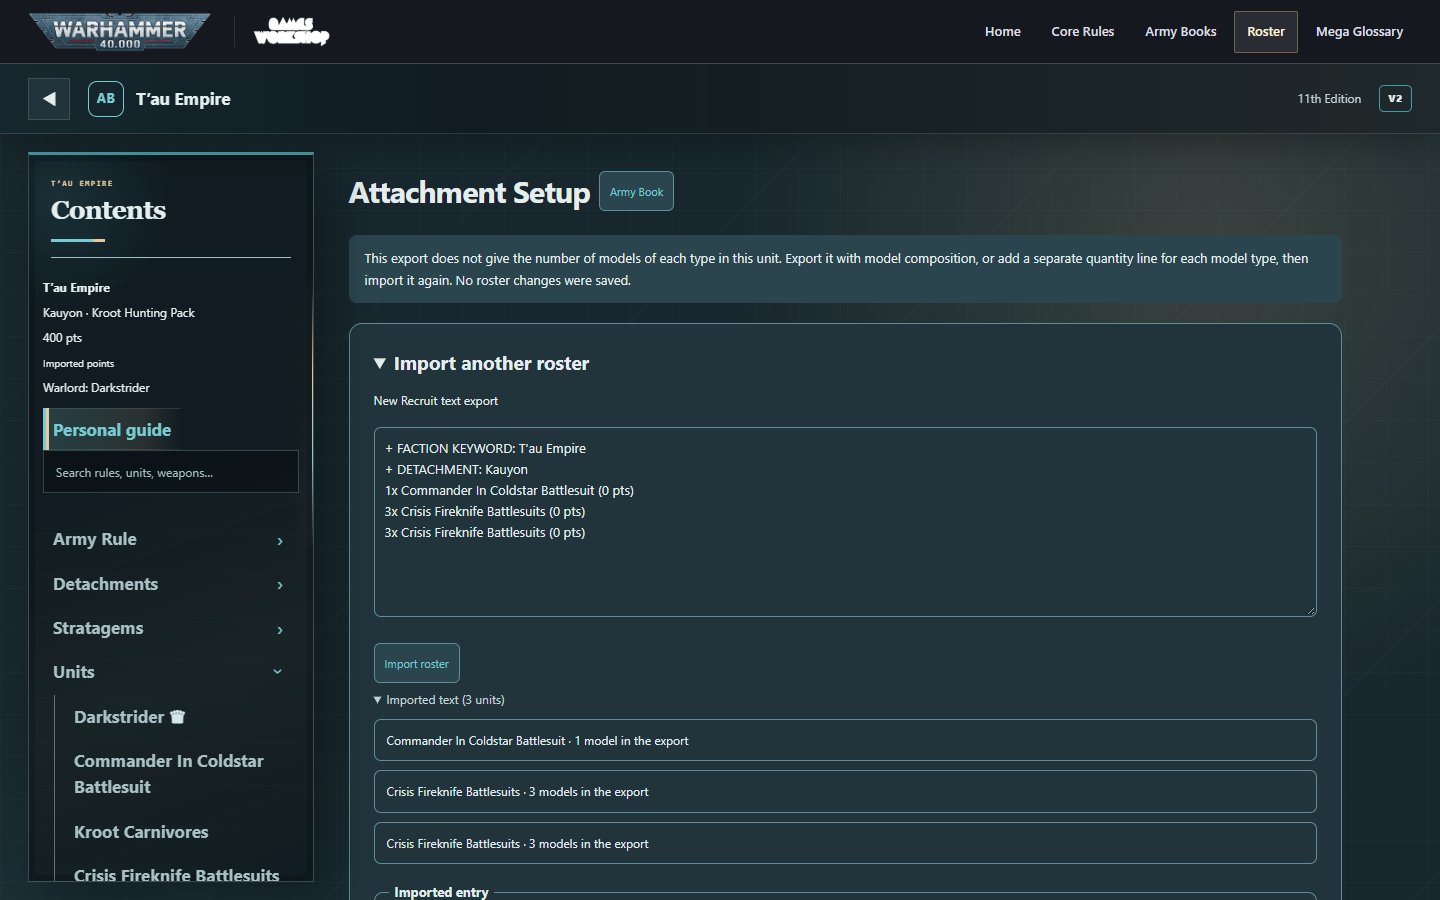 WARHAMMER
40,000
GAMES
WORKSHOP
Home
Core Rules
Army Books
Roster
Mega Glossary
AB
T’au Empire
11th Edition
V2
T’AU EMPIRE
Contents
T’au Empire
Kauyon · Kroot Hunting Pack
400 pts
Imported points
Warlord: Darkstrider
Personal guide
Search rules, units, weapons...
Army Rule
Detachments
Stratagems
Units
Darkstrider
Commander In Coldstar
Battlesuit
Kroot Carnivores
Crisis Fireknife Battlesuits
Attachment Setup
Army Book
This export does not give the number of models of each type in this unit. Export it with model composition, or add a separate quantity line for each model type, then
import it again. No roster changes were saved.
Import another roster
New Recruit text export
+ FACTION KEYWORD: T’au Empire
+ DETACHMENT: Kauyon
1x Commander In Coldstar Battlesuit (0 pts)
3x Crisis Fireknife Battlesuits (0 pts)
3x Crisis Fireknife Battlesuits (0 pts)
Import roster
Imported text (3 units)
Commander In Coldstar Battlesuit · 1 model in the export
Crisis Fireknife Battlesuits · 3 models in the export
Crisis Fireknife Battlesuits · 3 models in the export
Imported entry